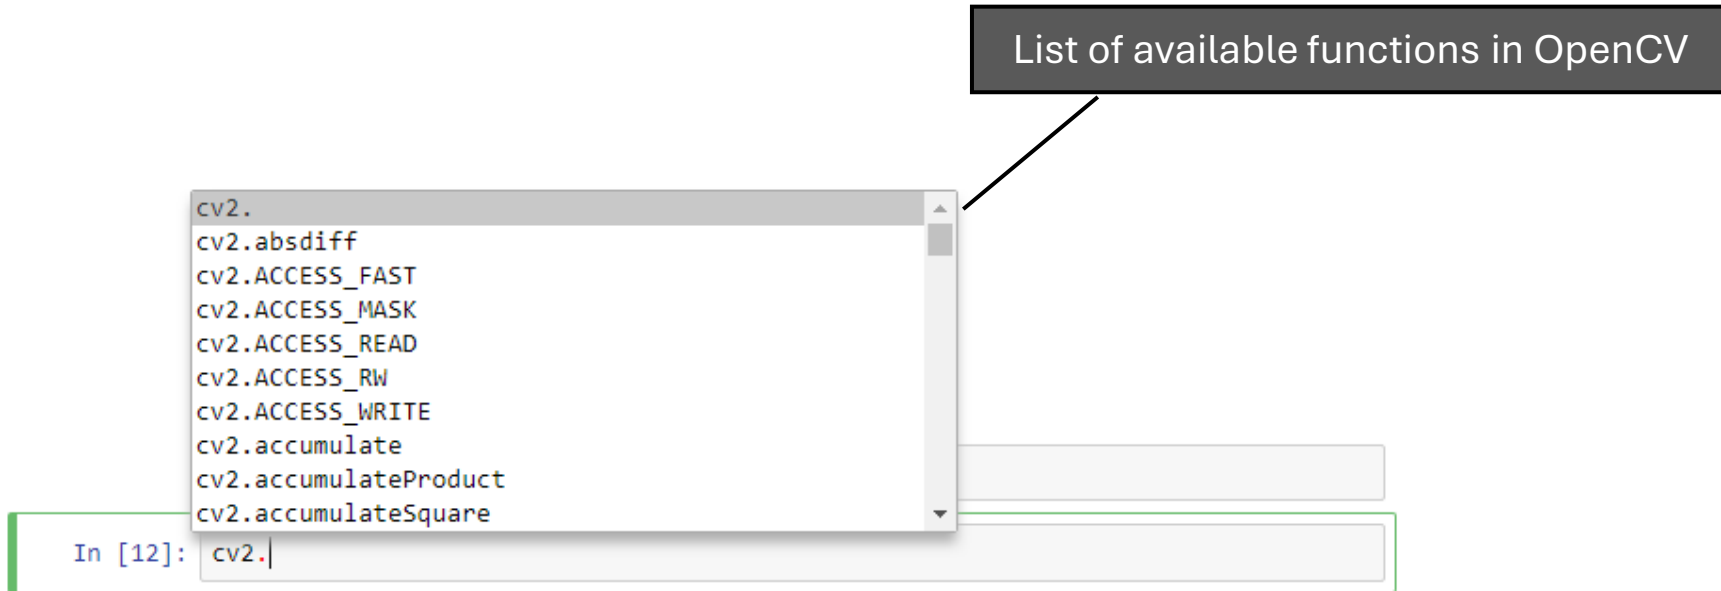 List of available functions in OpenCV
cv2.
cv2.absdiff
cv2.ACCESS_FAST
cv2.ACCESS_MASK
cv2.ACCESS_READ
cv2.ACCESS_RW
cv2.ACCESS_WRITE
cv2.accumulate
cv2.accumulateProduct
cv2.accumulateSquare
In [12]: cv2.